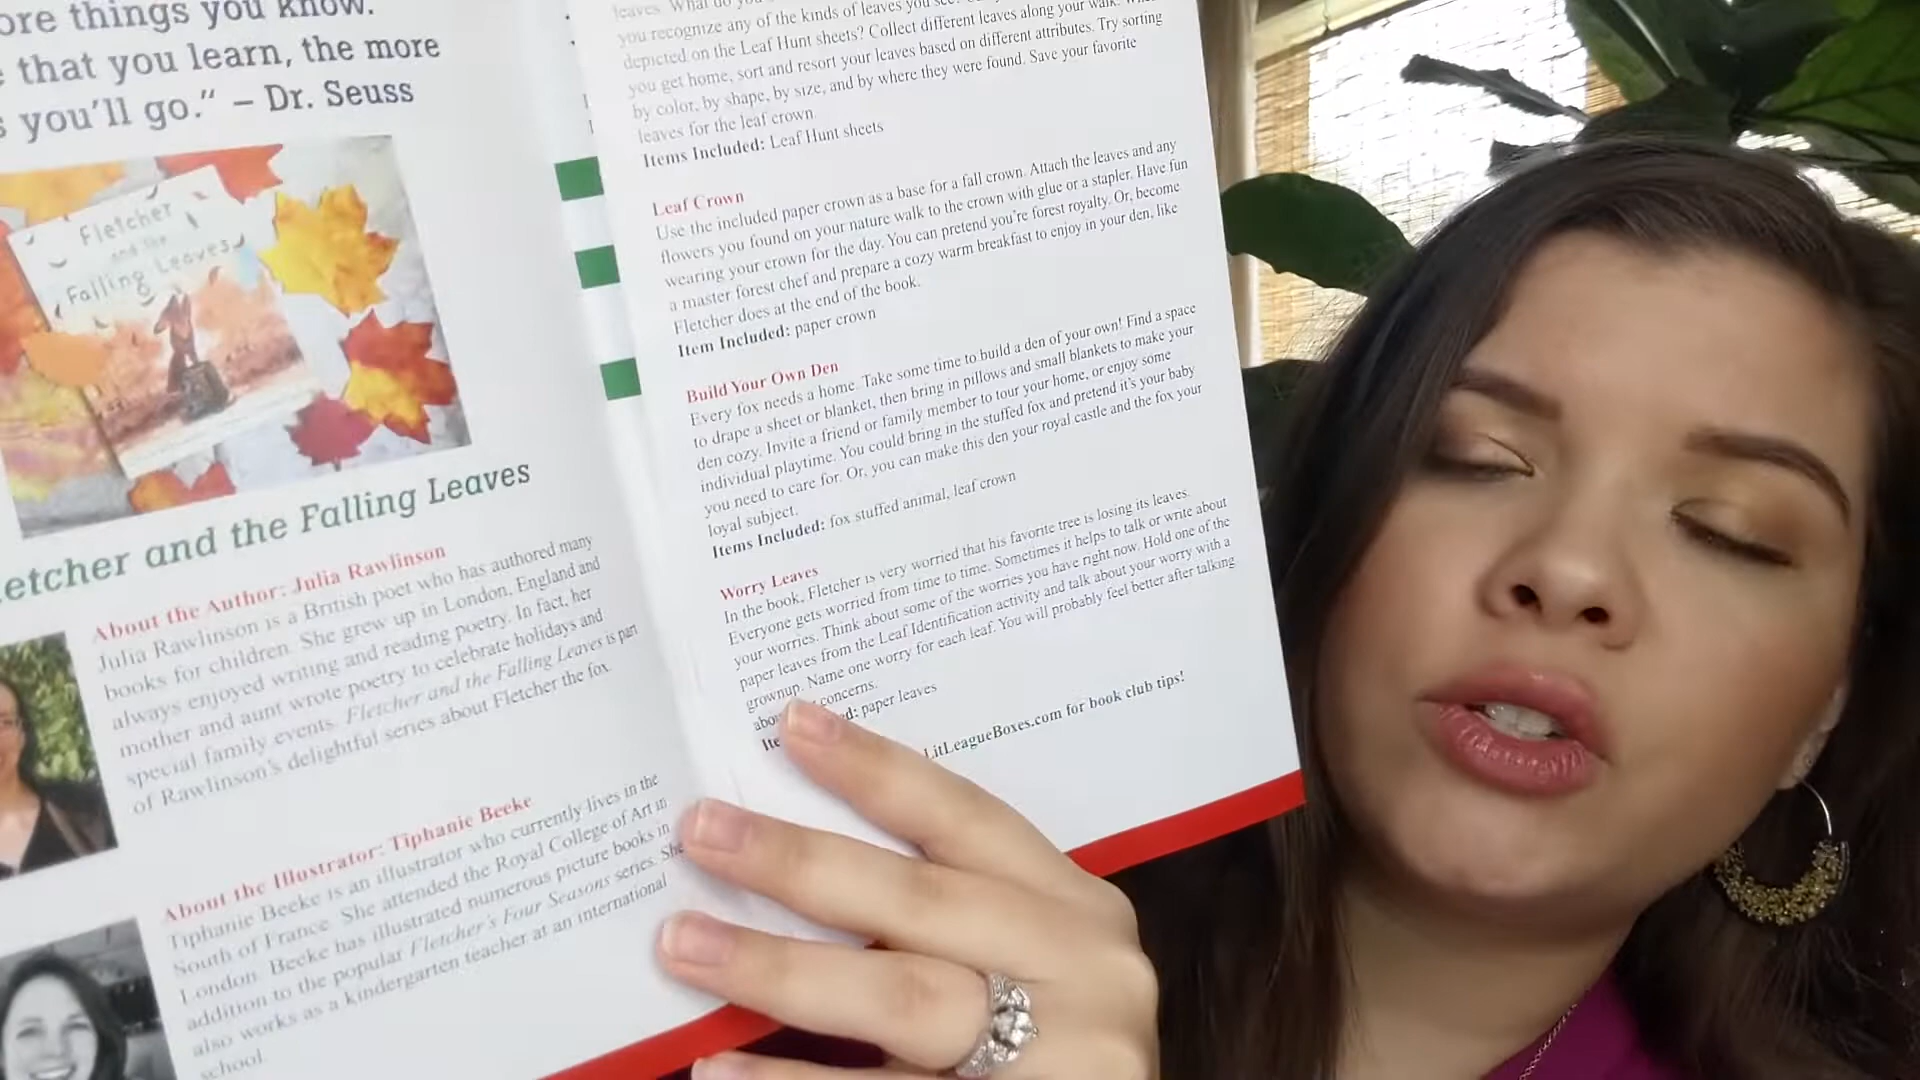 ore things you know.
that you learn, the more
you'll go." – Dr. Seuss
Fletcher
and the
Falling Leaves
etcher and the Falling Leaves
About the Author: Julia Rawlinson
Julia Rawlinson is a British poet who has authored many
books for children. She grew up in London, England and
always enjoyed writing and reading poetry. In fact, her
mother and aunt wrote poetry to celebrate holidays and
special family events. Fletcher and the Falling Leaves is part
of Rawlinson's delightful series about Fletcher the fox.
About the Illustrator: Tiphanie Beeke
Tiphanie Beeke is an illustrator who currently lives in the
South of France. She attended the Royal College of Art in
London. Beeke has illustrated numerous picture books in
addition to the popular Fletcher's Four Seasons series. She
also works as a kindergarten teacher at an international
school.
leaves. What do you
you recognize any of the kinds of leaves you see?
depicted on the Leaf Hunt sheets? Collect different leaves along your walk.
you get home, sort and resort your leaves based on different attributes. Try sorting
by color, by shape, by size, and by where they were found. Save your favorite
leaves for the leaf crown.
Items Included: Leaf Hunt sheets
Leaf Crown
Use the included paper crown as a base for a fall crown. Attach the leaves and any
flowers you found on your nature walk to the crown with glue or a stapler. Have fun
wearing your crown for the day. You can pretend you're forest royalty. Or, become
a master forest chef and prepare a cozy warm breakfast to enjoy in your den, like
Fletcher does at the end of the book.
Item Included: paper crown
Build Your Own Den
Every fox needs a home. Take some time to build a den of your own! Find a space
to drape a sheet or blanket, then bring in pillows and small blankets to make your
den cozy. Invite a friend or family member to tour your home, or enjoy some
individual playtime. You could bring in the stuffed fox and pretend it's your baby
you need to care for. Or, you can make this den your royal castle and the fox your
loyal subject.
Items Included: fox stuffed animal, leaf crown
Worry Leaves
In the book, Fletcher is very worried that his favorite tree is losing its leaves.
Everyone gets worried from time to time. Sometimes it helps to talk or write about
your worries. Think about some of the worries you have right now. Hold one of the
paper leaves from the Leaf Identification activity and talk about your worry with a
grownup. Name one worry for each leaf. You will probably feel better after talking
abou concerns.
Ite ed: paper leaves
LitLeagueBoxes.com for book club tips!